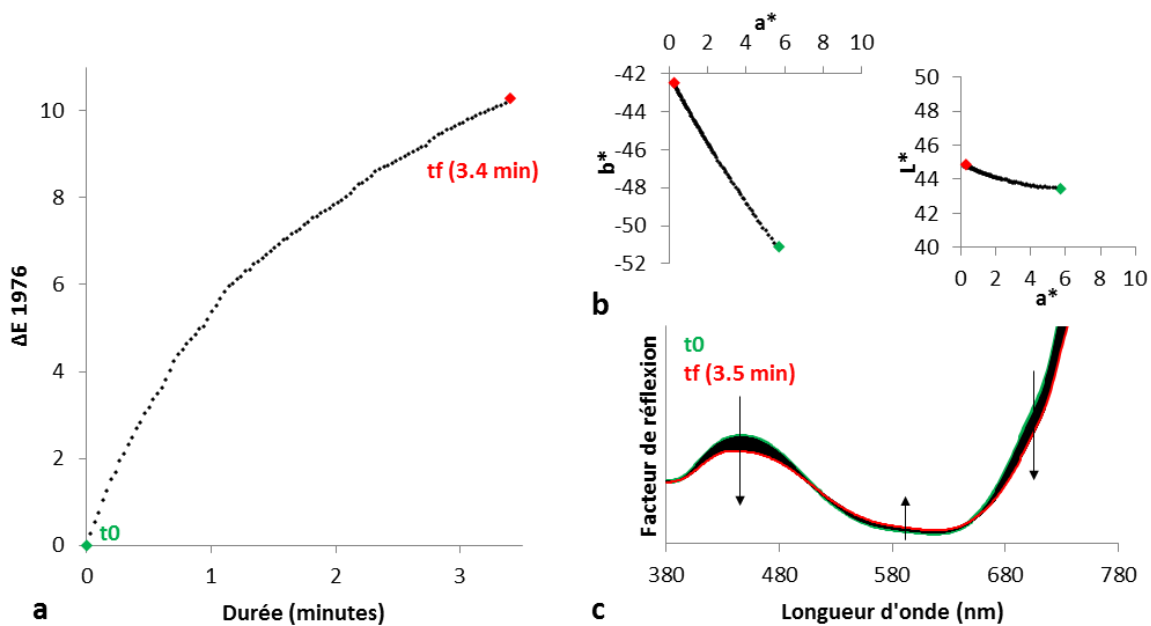 ΔE 1976
10
8
6
4
2
0
t0
tf (3.4 min)
0 1 2 3
Durée (minutes)
a
a*
0 2 4 6 8 10
b*
-42
-44
-46
-48
-50
-52
L*
50
48
46
44
42
40
0 2 4 6 8 10
a*
b
Facteur de réflexion
t0
tf (3.5 min)
380 480 580 680 780
Longueur d'onde (nm)
c